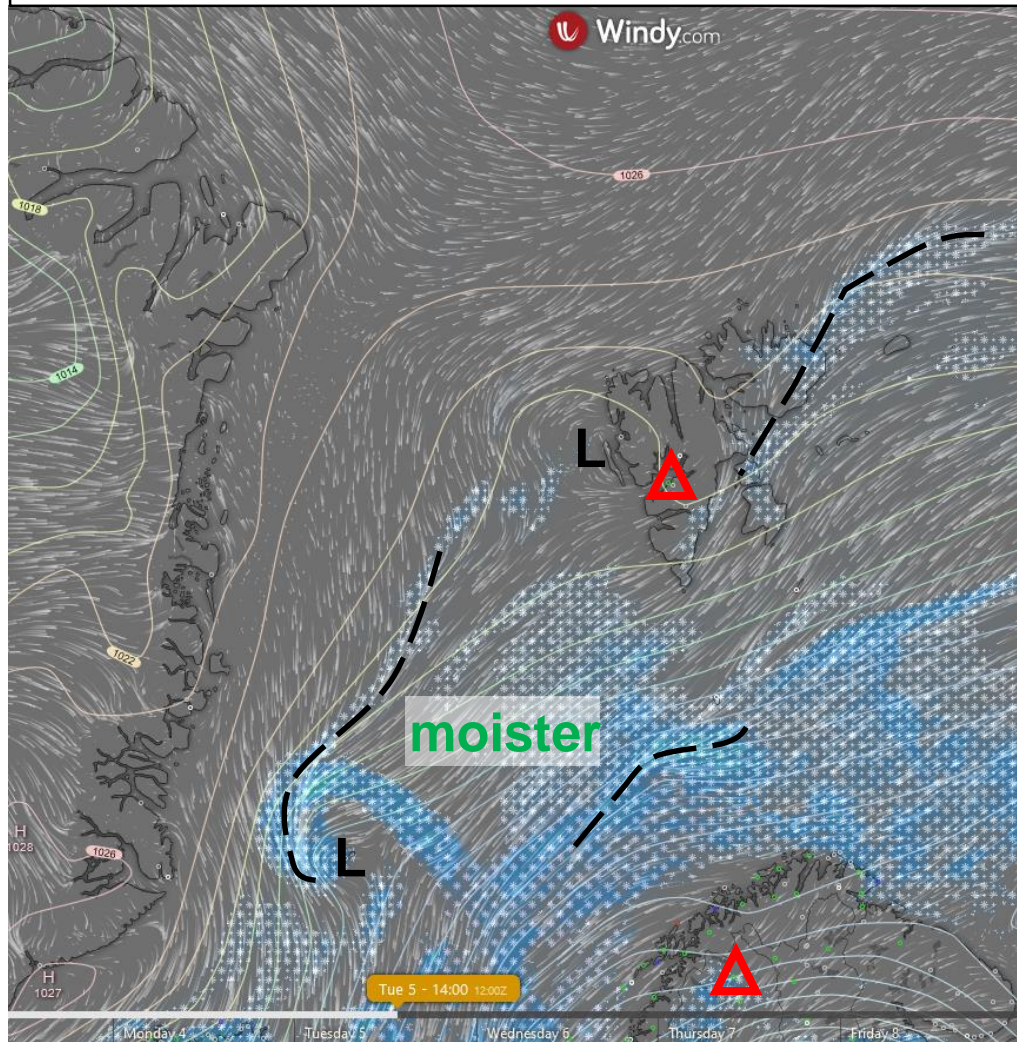 Windy.com
1026
1018
1014
L
1022
moister
H
1028
1026
L
H
1027
Tue 5 - 14:00 12:00Z
Monday 4
Tuesday 5
Wednesday 6
Thursday 7
Friday 8